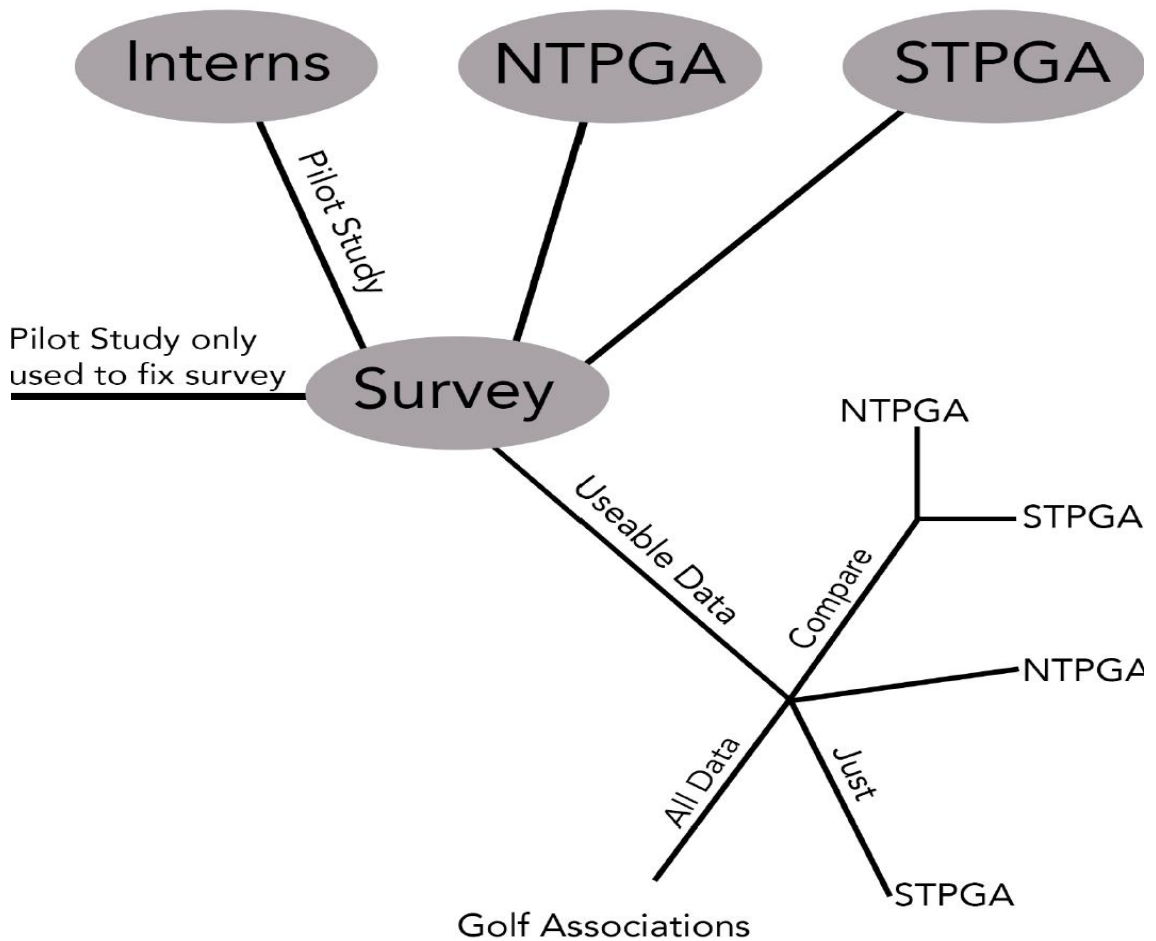 Interns
NTPGA
STPGA
Pilot Study
Pilot Study only
used to fix survey
Survey
NTPGA
Useable Data
STPGA
Compare
NTPGA
All Data
Just
STPGA
Golf Associations